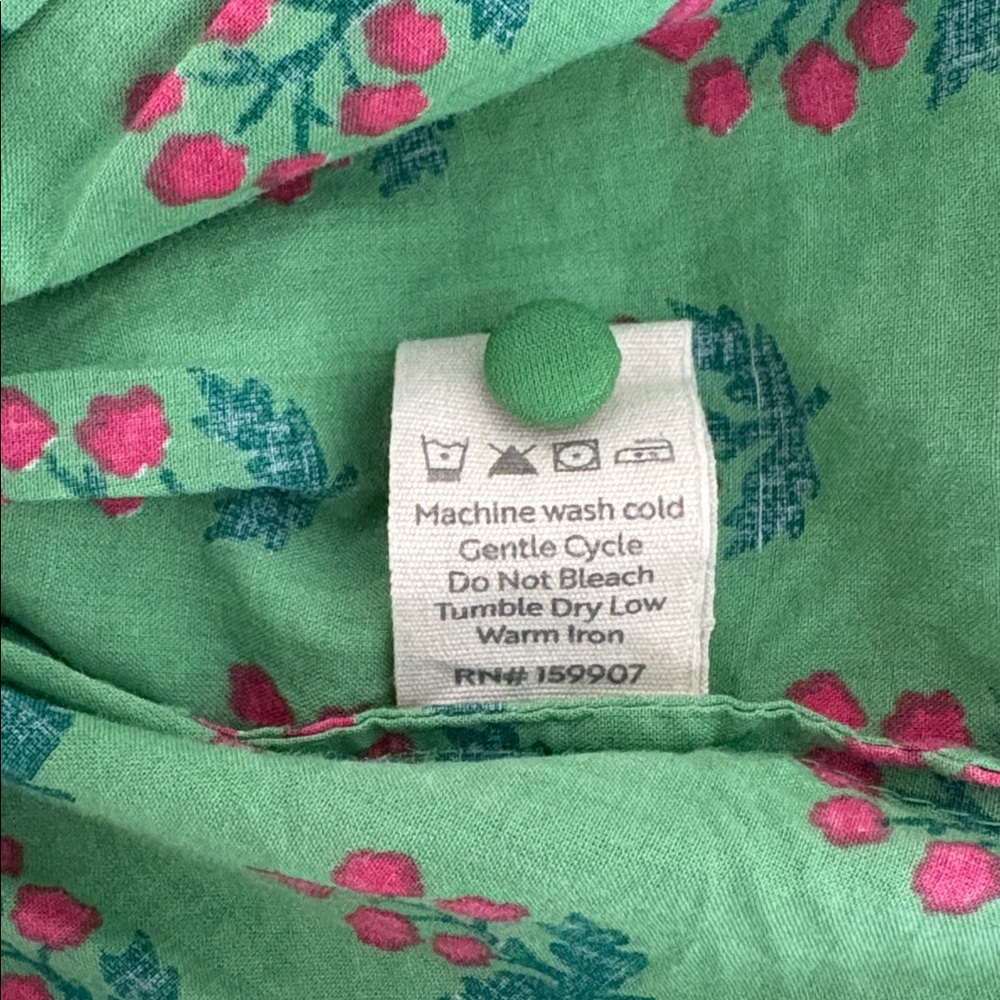 Machine wash cold
Gentle Cycle
Do Not Bleach
Tumble Dry Low
Warm Iron
RN# 159907